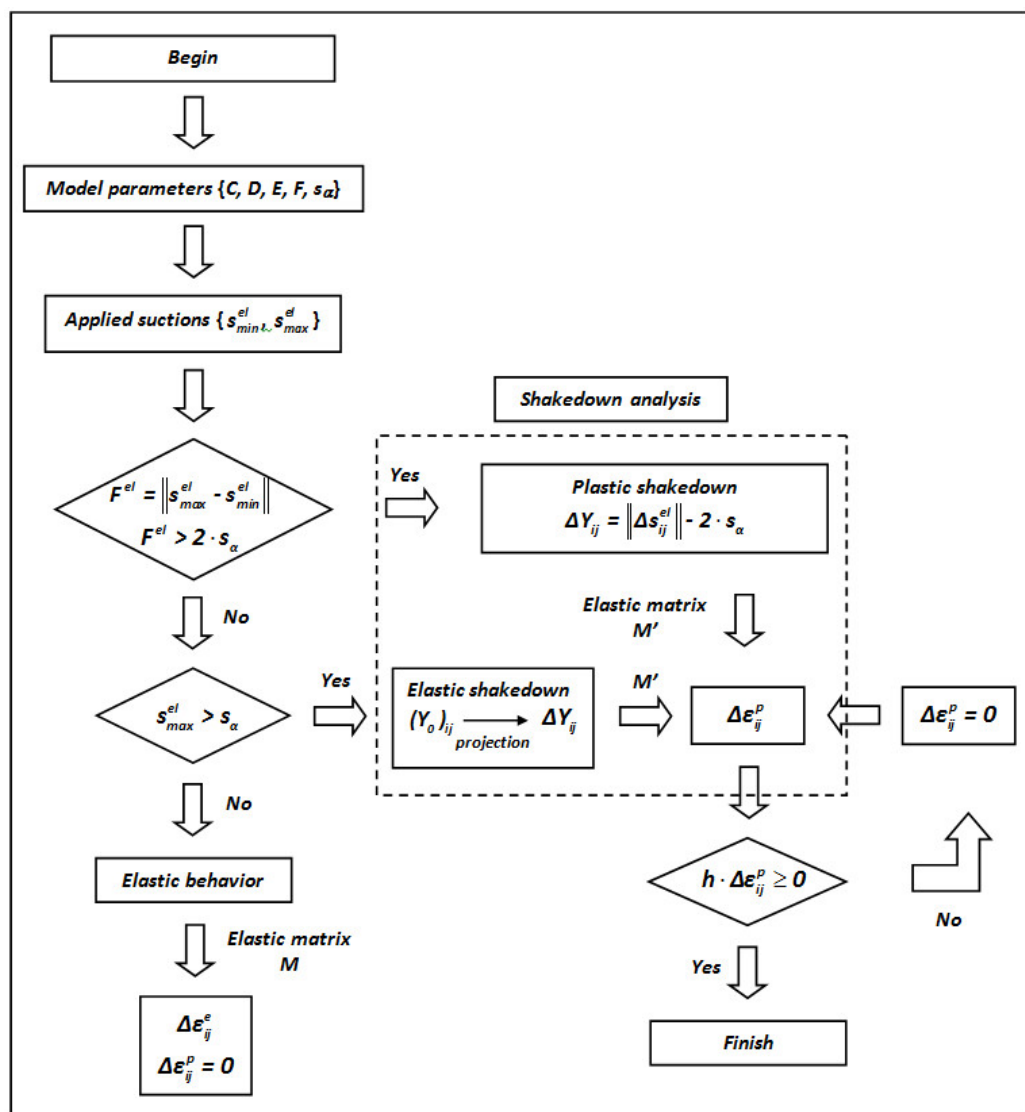 Begin
Model parameters {C, D, E, F, sα}
Applied suctions { s^el_min, s^el_max }
Shakedown analysis
F^el = ‖s^el_max - s^el_min‖
F^el > 2 · sα
Yes
Plastic shakedown
ΔY_ij = ‖Δs^el_ij‖ - 2 · sα
No
Elastic matrix
M’
s^el_max > sα
Yes
Elastic shakedown
(Y_o)_ij ⟶ ΔY_ij
projection
M’
Δε^p_ij
Δε^p_ij = 0
No
Elastic behavior
h · Δε^p_ij ≥ 0
No
Elastic matrix
M
Yes
Δε^e_ij
Δε^p_ij = 0
Finish